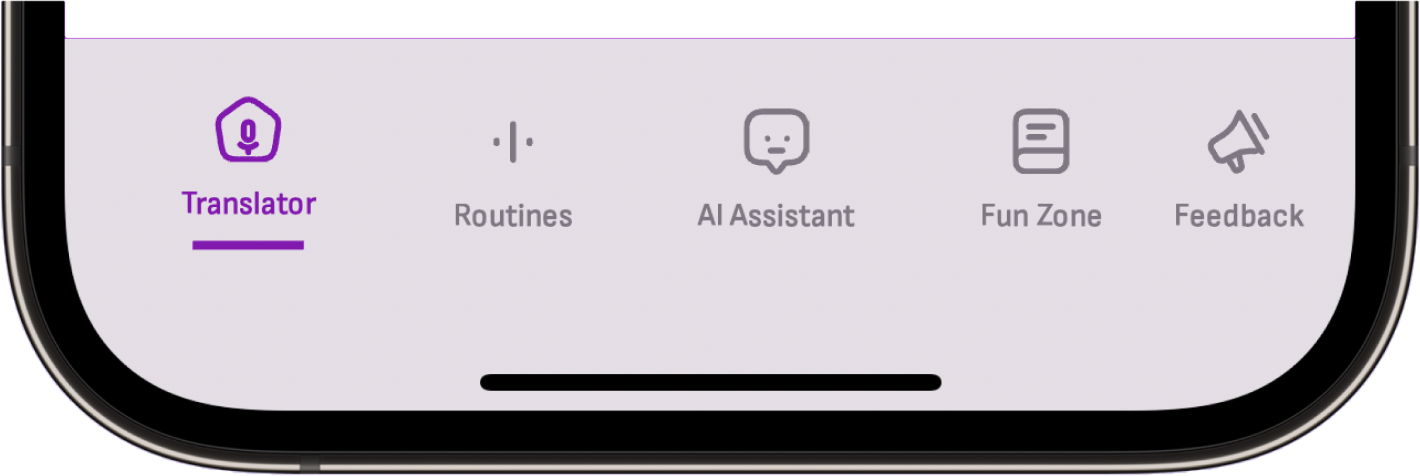 Translator
Routines
AI Assistant
Fun Zone
Feedback